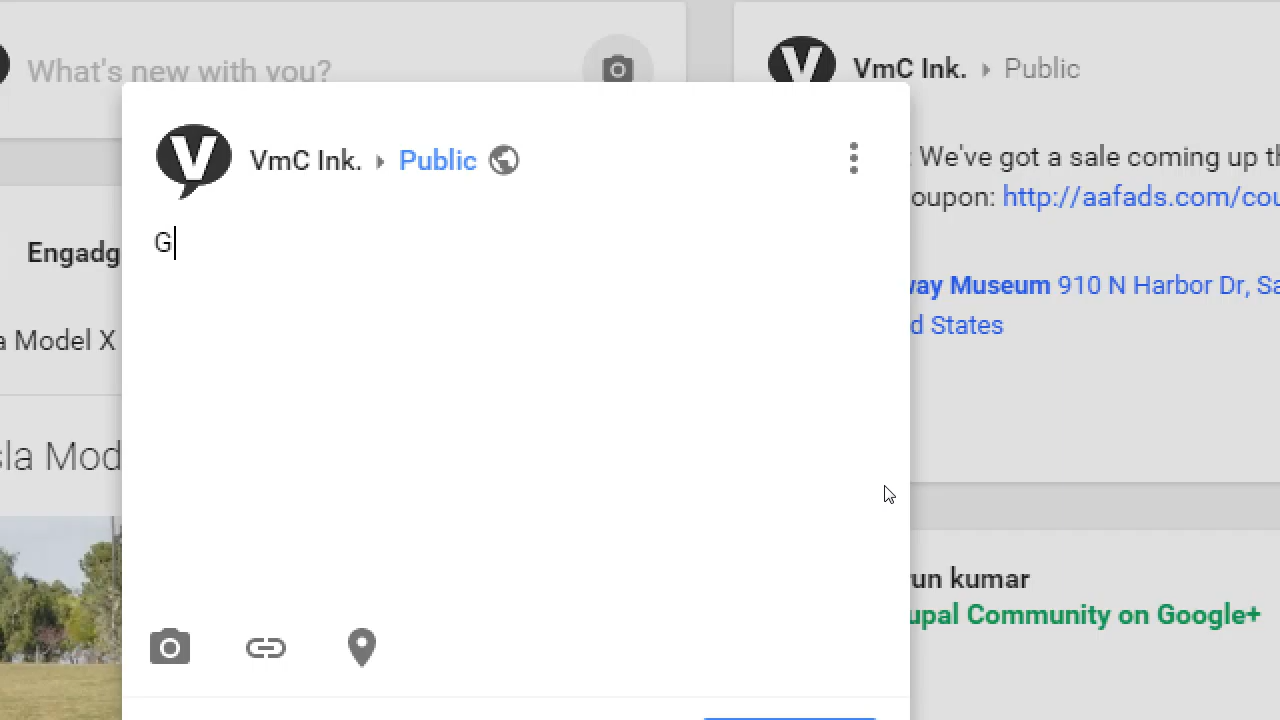 What's new with you?
VmC Ink. Public
We've got a sale coming up
oupon: http://aafads.com/cou
way Museum 910 N Harbor Dr, Sa
d States
V
VmC Ink. Public
G
Engadg
a Model X
sla Mod
un kumar
upal Community on Google+